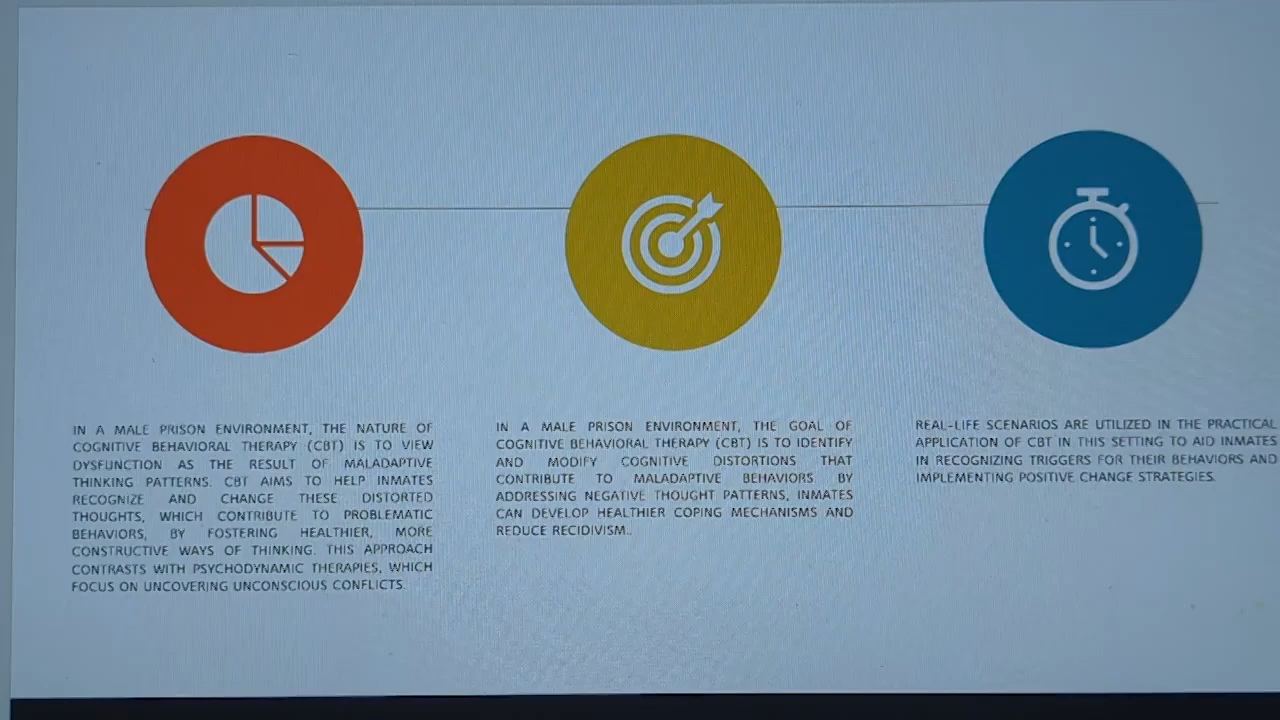 IN A MALE PRISON ENVIRONMENT, THE NATURE OF
COGNITIVE BEHAVIORAL THERAPY (CBT) IS TO VIEW
DYSFUNCTION AS THE RESULT OF MALADAPTIVE
THINKING PATTERNS. CBT AIMS TO HELP INMATES
RECOGNIZE AND CHANGE THESE DISTORTED
THOUGHTS, WHICH CONTRIBUTE TO PROBLEMATIC
BEHAVIORS, BY FOSTERING HEALTHIER, MORE
CONSTRUCTIVE WAYS OF THINKING. THIS APPROACH
CONTRASTS WITH PSYCHODYNAMIC THERAPIES, WHICH
FOCUS ON UNCOVERING UNCONSCIOUS CONFLICTS.
IN A MALE PRISON ENVIRONMENT, THE GOAL OF
COGNITIVE BEHAVIORAL THERAPY (CBT) IS TO IDENTIFY
AND MODIFY COGNITIVE DISTORTIONS THAT
CONTRIBUTE TO MALADAPTIVE BEHAVIORS BY
ADDRESSING NEGATIVE THOUGHT PATTERNS, INMATES
CAN DEVELOP HEALTHIER COPING MECHANISMS AND
REDUCE RECIDIVISM..
REAL-LIFE SCENARIOS ARE UTILIZED IN THE PRACTICAL
APPLICATION OF CBT IN THIS SETTING TO AID INMATES
IN RECOGNIZING TRIGGERS FOR THEIR BEHAVIORS AND
IMPLEMENTING POSITIVE CHANGE STRATEGIES.